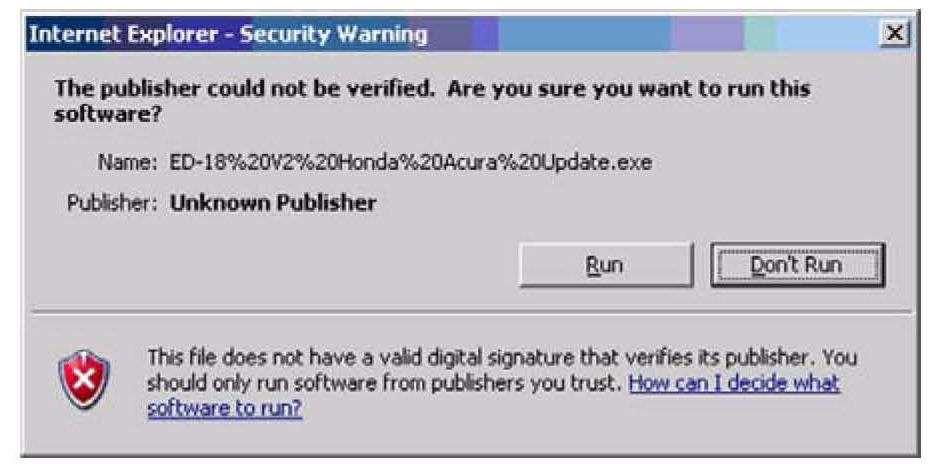 Internet Explorer - Security Warning
The publisher could not be verified. Are you sure you want to run this
software?
Name: ED-18%20V2%20Honda%20Acura%20Update.exe
Publisher: Unknown Publisher
Run Don't Run
This file does not have a valid digital signature that verifies its publisher. You
should only run software from publishers you trust. How can I decide what
software to run?